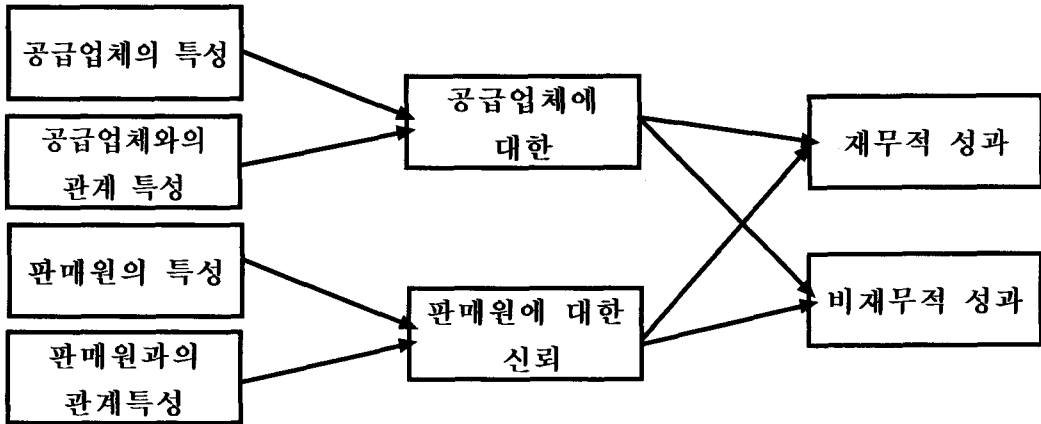 공급업체의 특성
공급업체와의
관계 특성
판매원의 특성
판매원과의
관계특성
공급업체에
대한
판매원에 대한
신뢰
재무적 성과
비재무적 성과